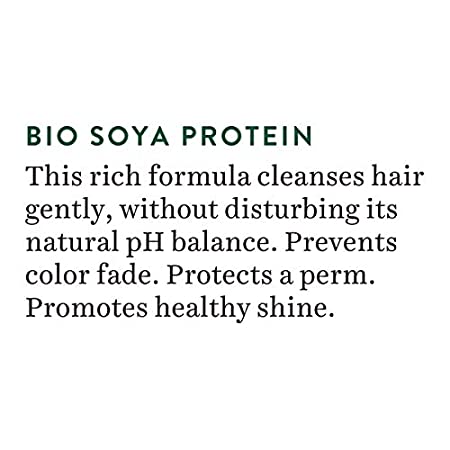 BIO SOYA PROTEIN
This rich formula cleanses hair
gently, without disturbing its
natural pH balance. Prevents
color fade. Protects a perm.
Promotes healthy shine.